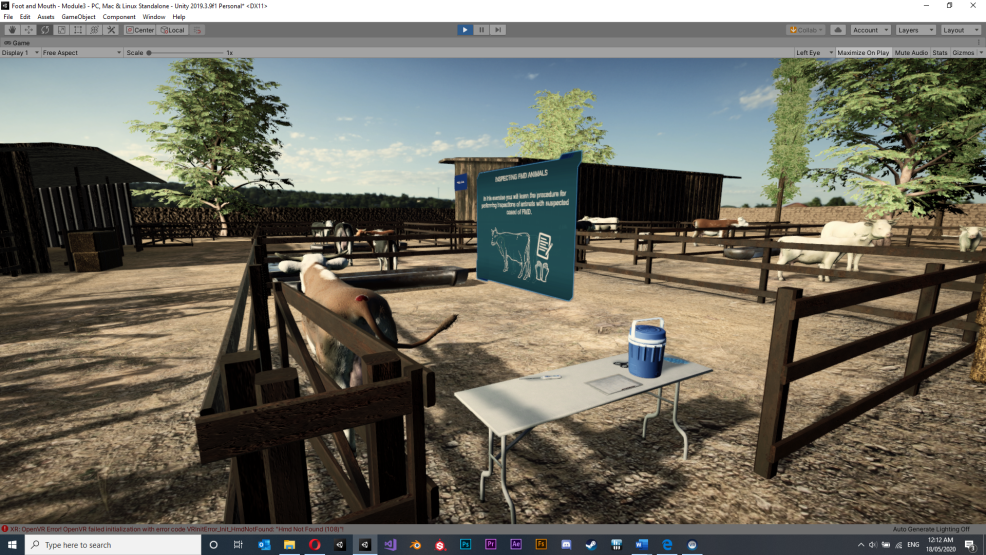 Foot and Mouth - Module3 - PC, Mac & Linux Standalone - Unity 2019.3.9f1 Personal* <DX11>
File Edit Assets GameObject Component Window Help
Center Local Collab Account Layers Layout
Game
Display 1 Free Aspect Scale 1x Left Eye Maximize On Play Mute Audio Stats Gizmos
INSPECTING FMD ANIMALS
In this exercise you will learn the procedure for
performing inspections of animals with suspected
cases of FMD.
XR: OpenVR Error! OpenVR failed initialization with error code VRInitError_Init_HmdNotFound: "Hmd Not Found (108)"!
Auto Generate Lighting Off
Type here to search
12:12 AM
18/05/2020